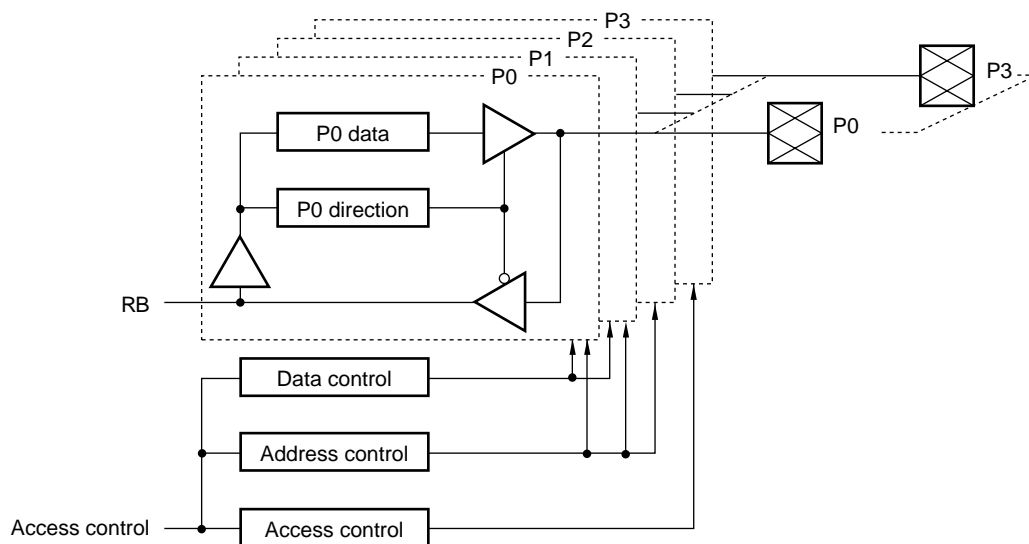 P3
P2
P1
P0
P3
P0 data
P0
P0 direction
RB
Data control
Address control
Access control
Access control